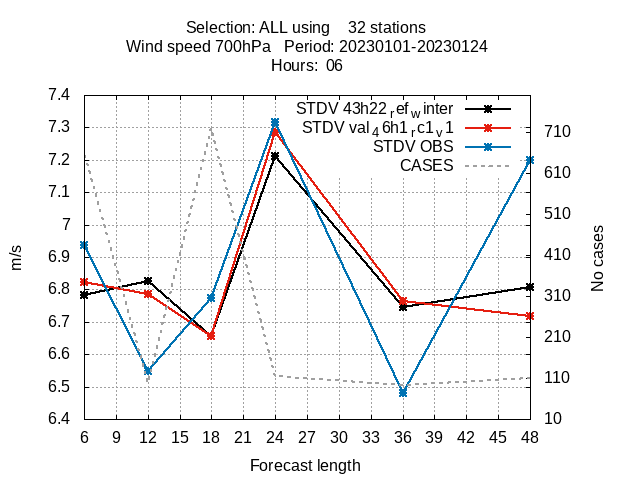 Selection: ALL using    32 stations
Wind speed 700hPa   Period: 20230101-20230124
Hours:  06
STDV 43h22refwinter
STDV val46h1rc1v1
STDV OBS
CASES
7.4
7.3
7.2
7.1
7
6.9
6.8
6.7
6.6
6.5
6.4
m/s
710
610
510
410
310
210
110
10
No cases
6 9 12 15 18 21 24 27 30 33 36 39 42 45 48
Forecast length